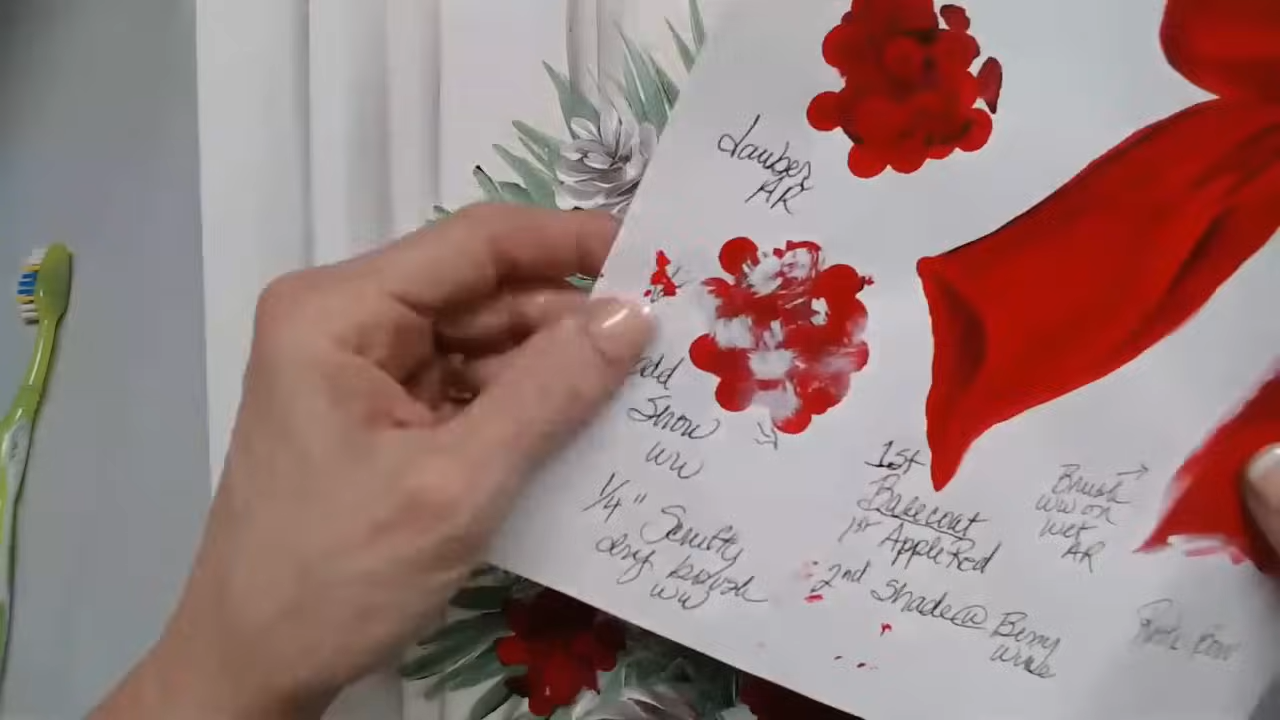 dauber
AR
add
Snow
WW
1/4" Scruffy
dry brush
WW
1st
Basecoat
1st Apple Red
2nd Shade @ Berry
Wine
Brush →
WW on
wet
AR